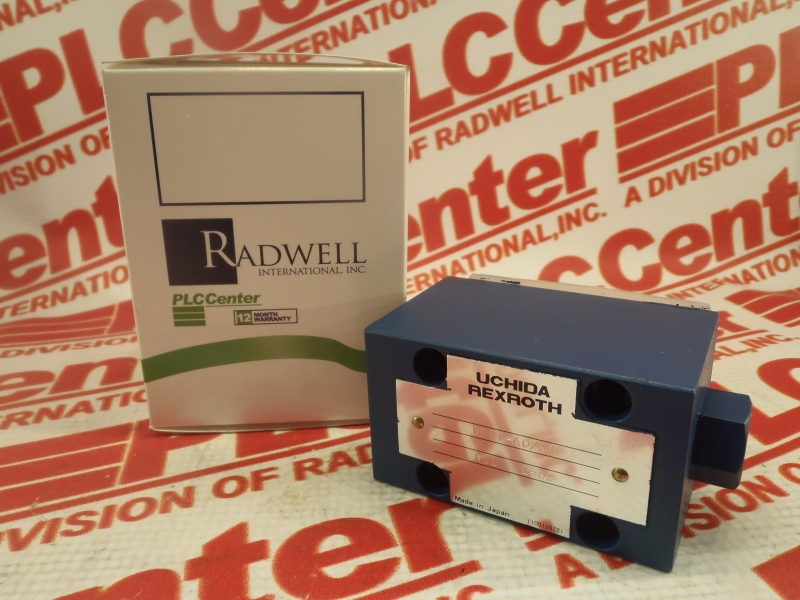 RADWELL
INTERNATIONAL, INC.
PLCCenter
12 MONTH
WARRANTY
UCHIDA
REXROTH
Made in Japan
PLCCenter
A DIVISION OF RADWELL INTERNATIONAL, INC.